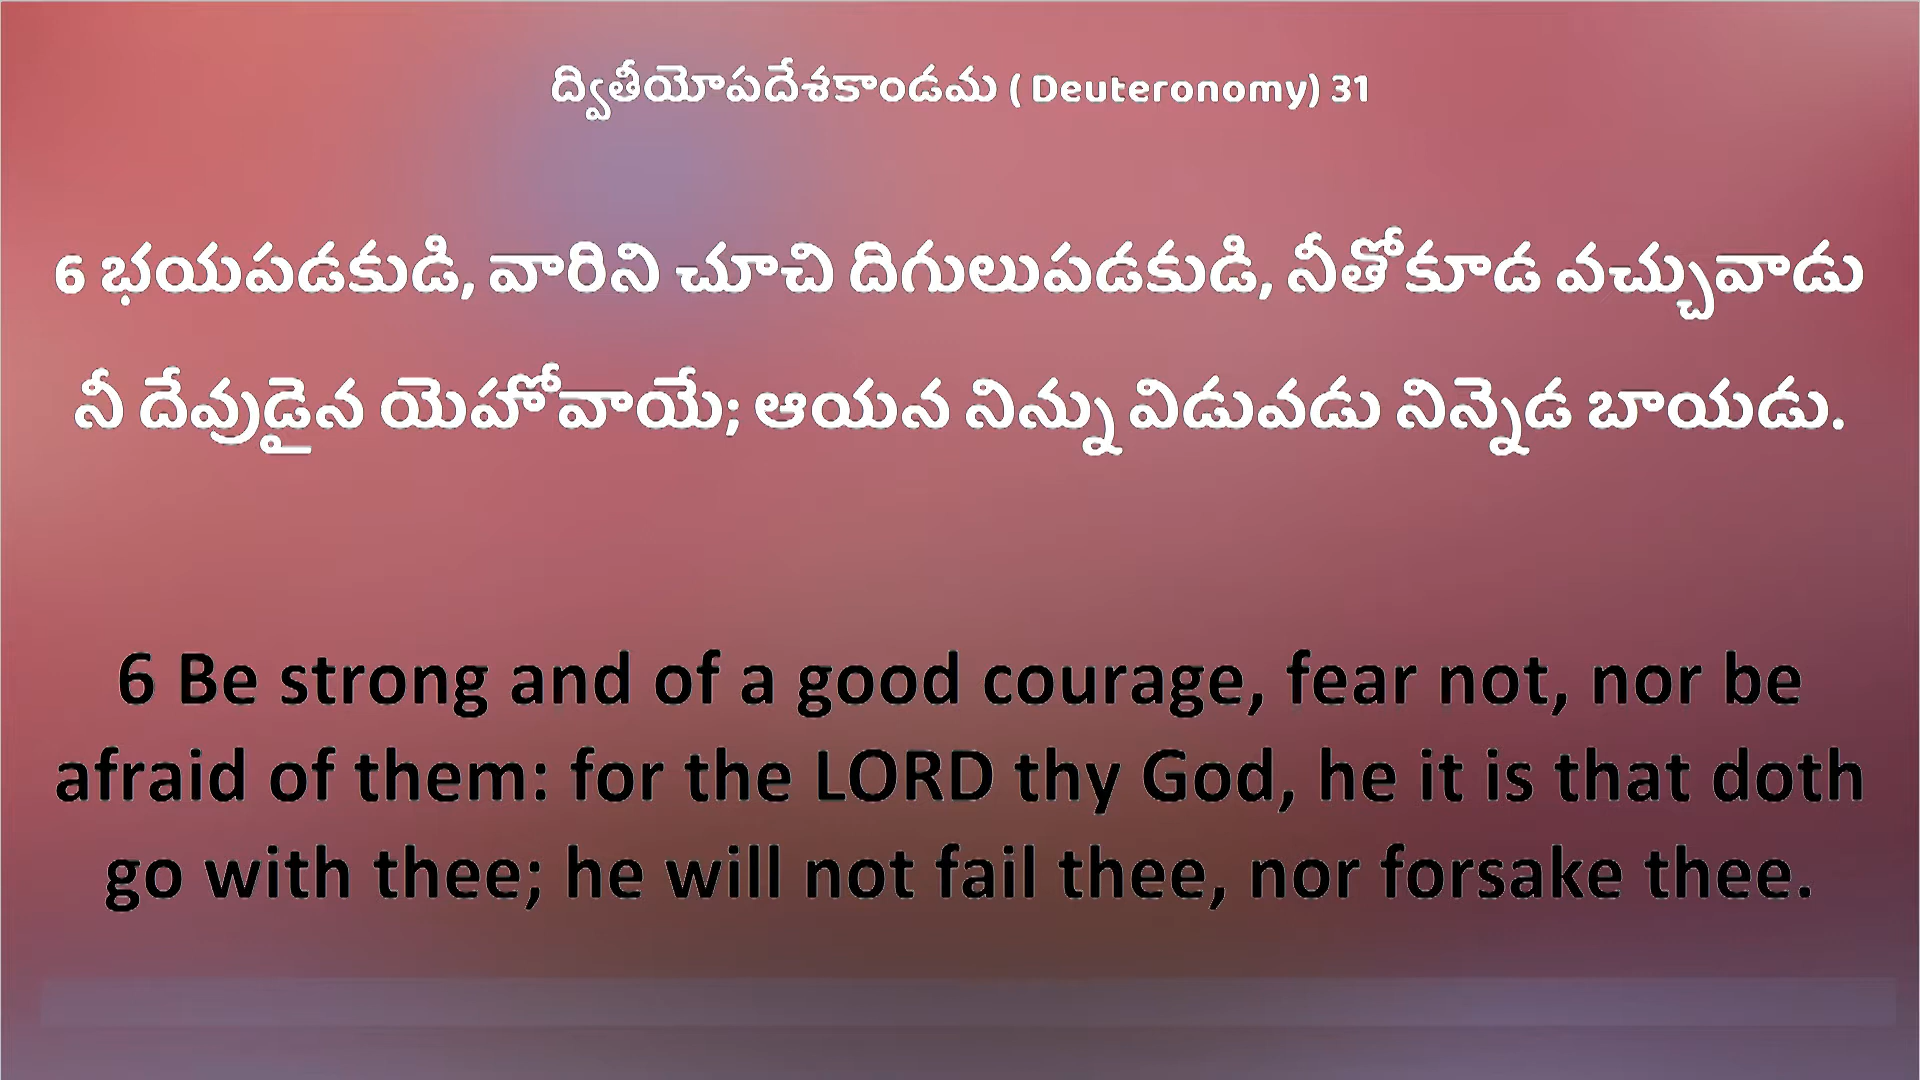 ద్వితీయోపదేశకాండమ ( Deuteronomy) 31
6 భయపడకుడి, వారిని చూచి దిగులుపడకుడి, నీతోకూడ వచ్చువాడు
నీ దేవుడైన యెహోవాయే; ఆయన నిన్ను విడువడు నిన్నెడ బాయడు.
6 Be strong and of a good courage, fear not, nor be
afraid of them: for the LORD thy God, he it is that doth
go with thee; he will not fail thee, nor forsake thee.